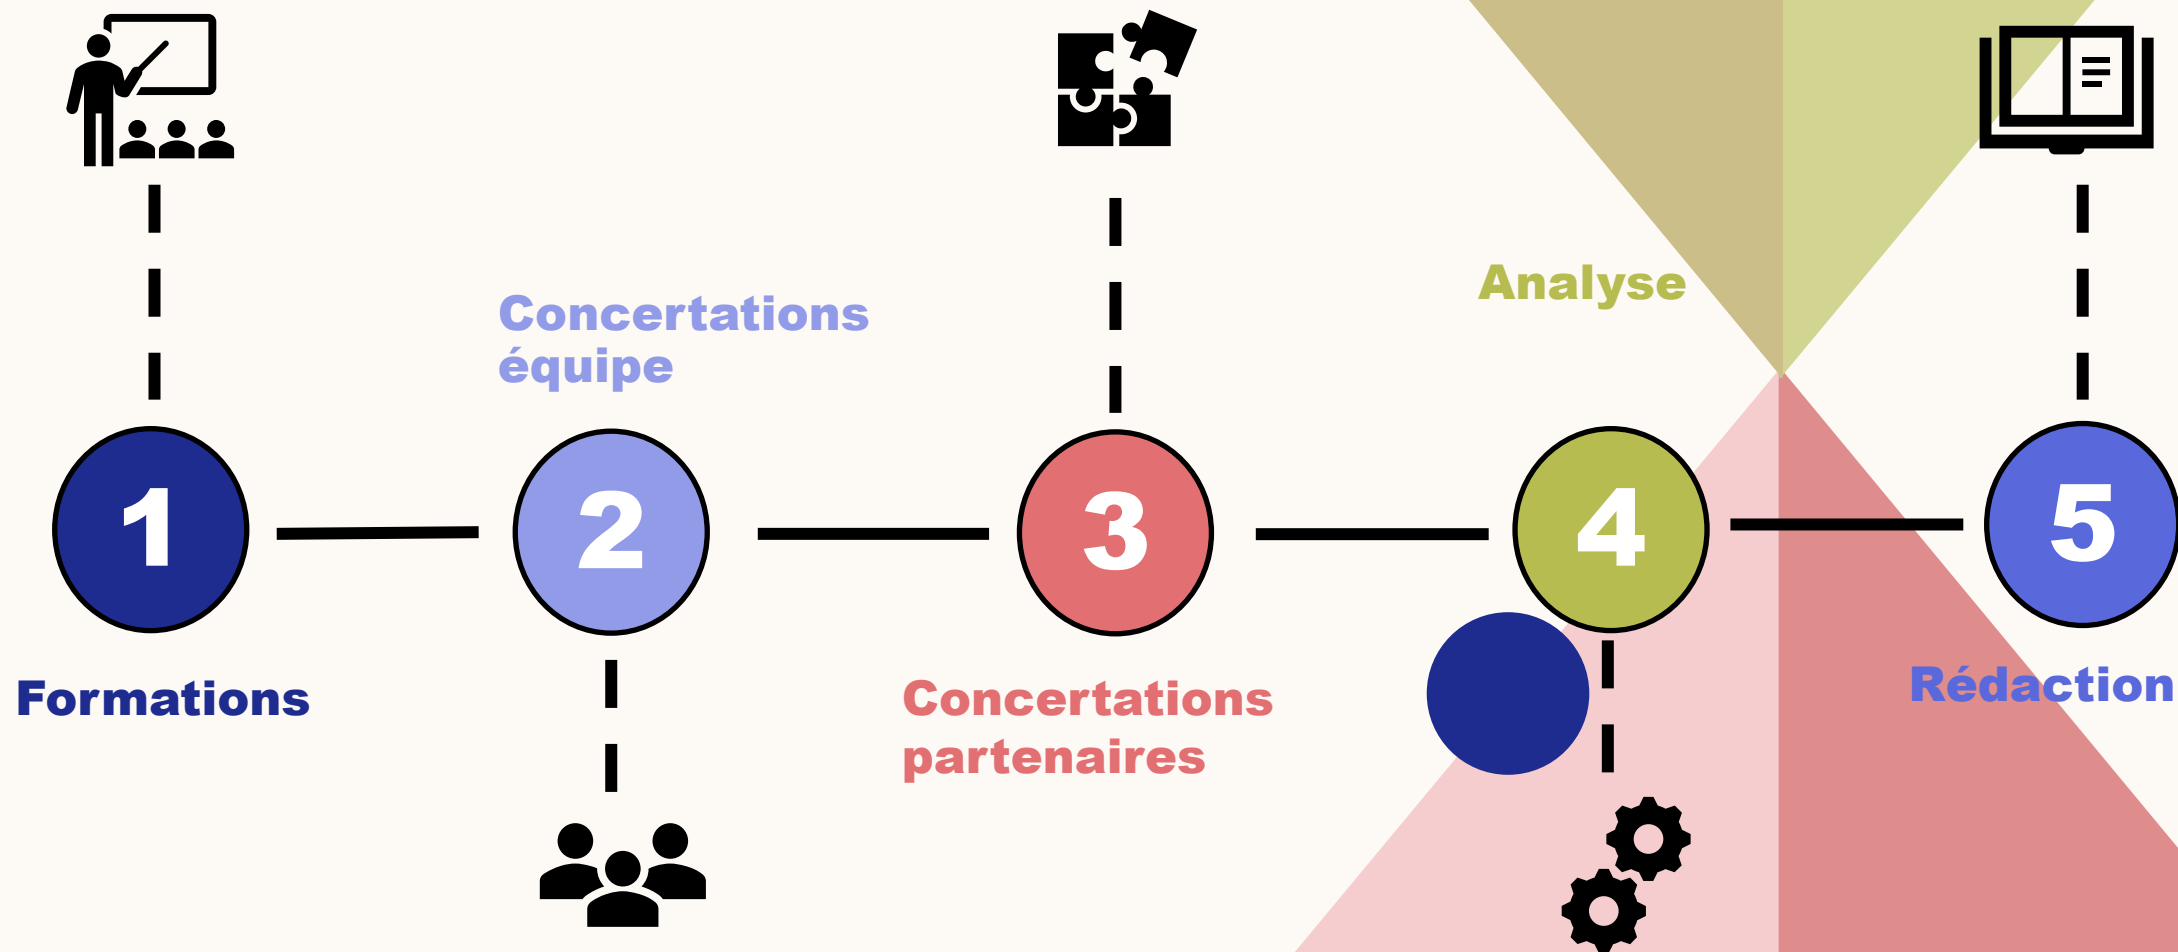 1
Formations
Concertations
équipe
2
3
Concertations
partenaires
Analyse
4
5
Rédaction